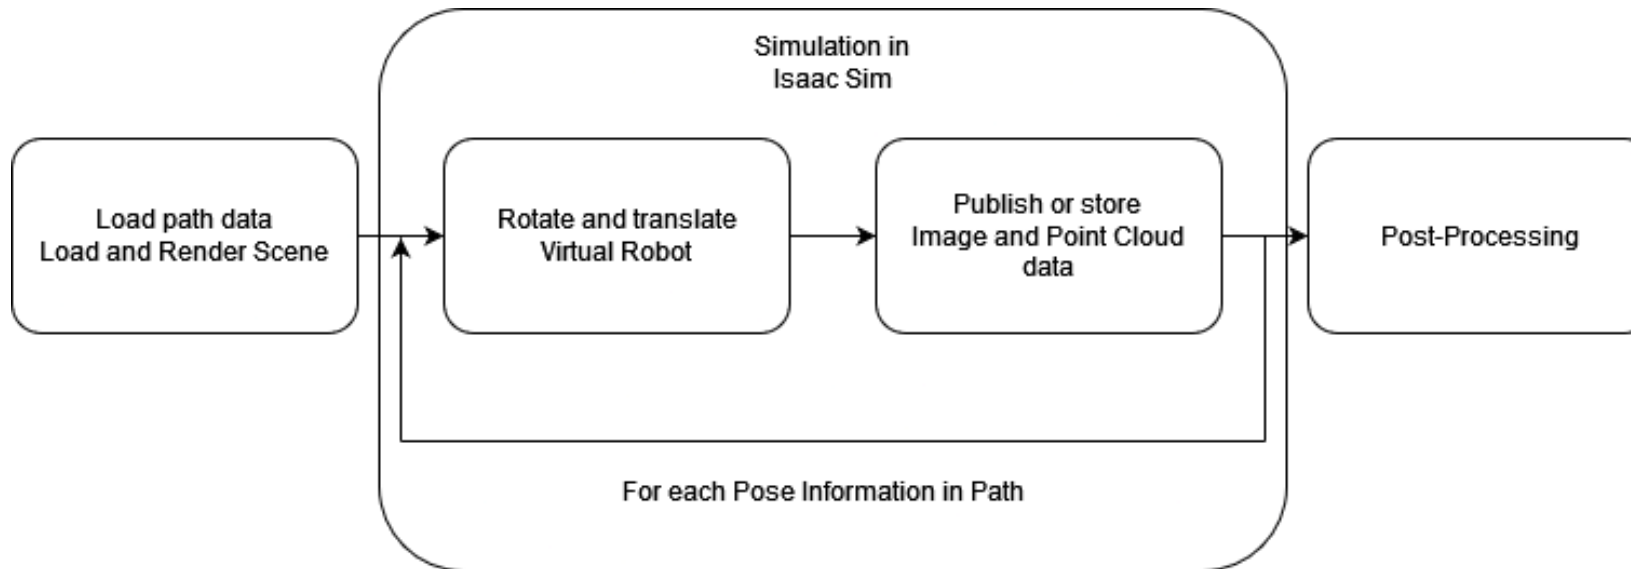 Simulation in
Isaac Sim
Load path data
Load and Render Scene
Rotate and translate
Virtual Robot
Publish or store
Image and Point Cloud
data
Post-Processing
For each Pose Information in Path